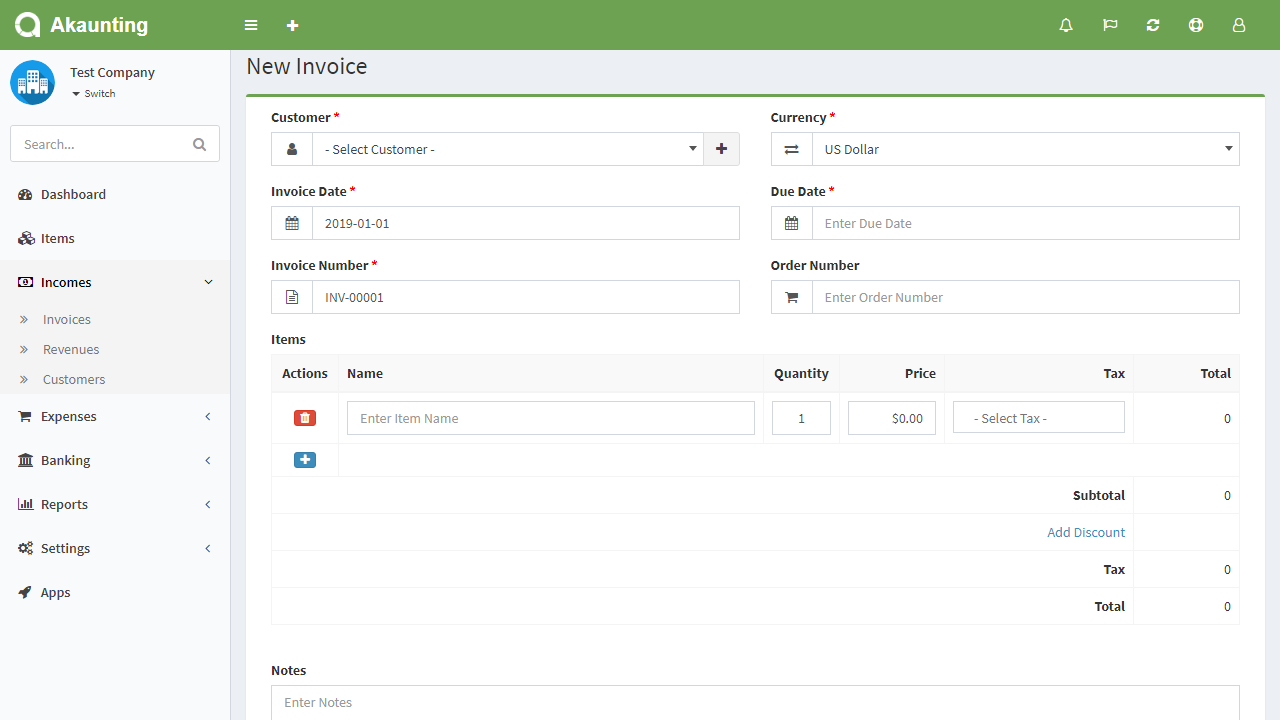 Akaunting
Test Company
Switch
Search...
Dashboard
Items
Incomes
Invoices
Revenues
Customers
Expenses
Banking
Reports
Settings
Apps
New Invoice
Customer *
Currency *
- Select Customer -
US Dollar
Invoice Date *
Due Date *
2019-01-01
Enter Due Date
Invoice Number *
Order Number
INV-00001
Enter Order Number
Items
Actions Name Quantity Price Tax Total
Enter Item Name 1 $0.00 - Select Tax - 0
Subtotal 0
Add Discount
Tax 0
Total 0
Notes
Enter Notes